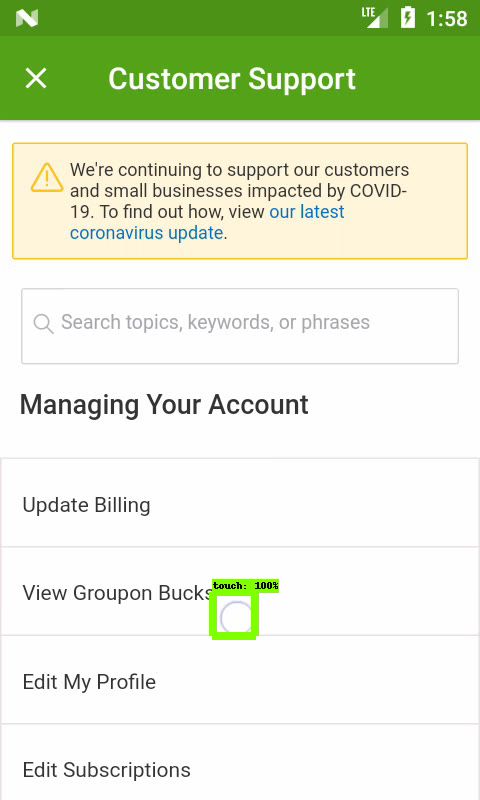 LTE 1:58
Customer Support
We're continuing to support our customers
and small businesses impacted by COVID-
19. To find out how, view our latest
coronavirus update.
Search topics, keywords, or phrases
Managing Your Account
Update Billing
View Groupon Bucks
touch: 100%
Edit My Profile
Edit Subscriptions